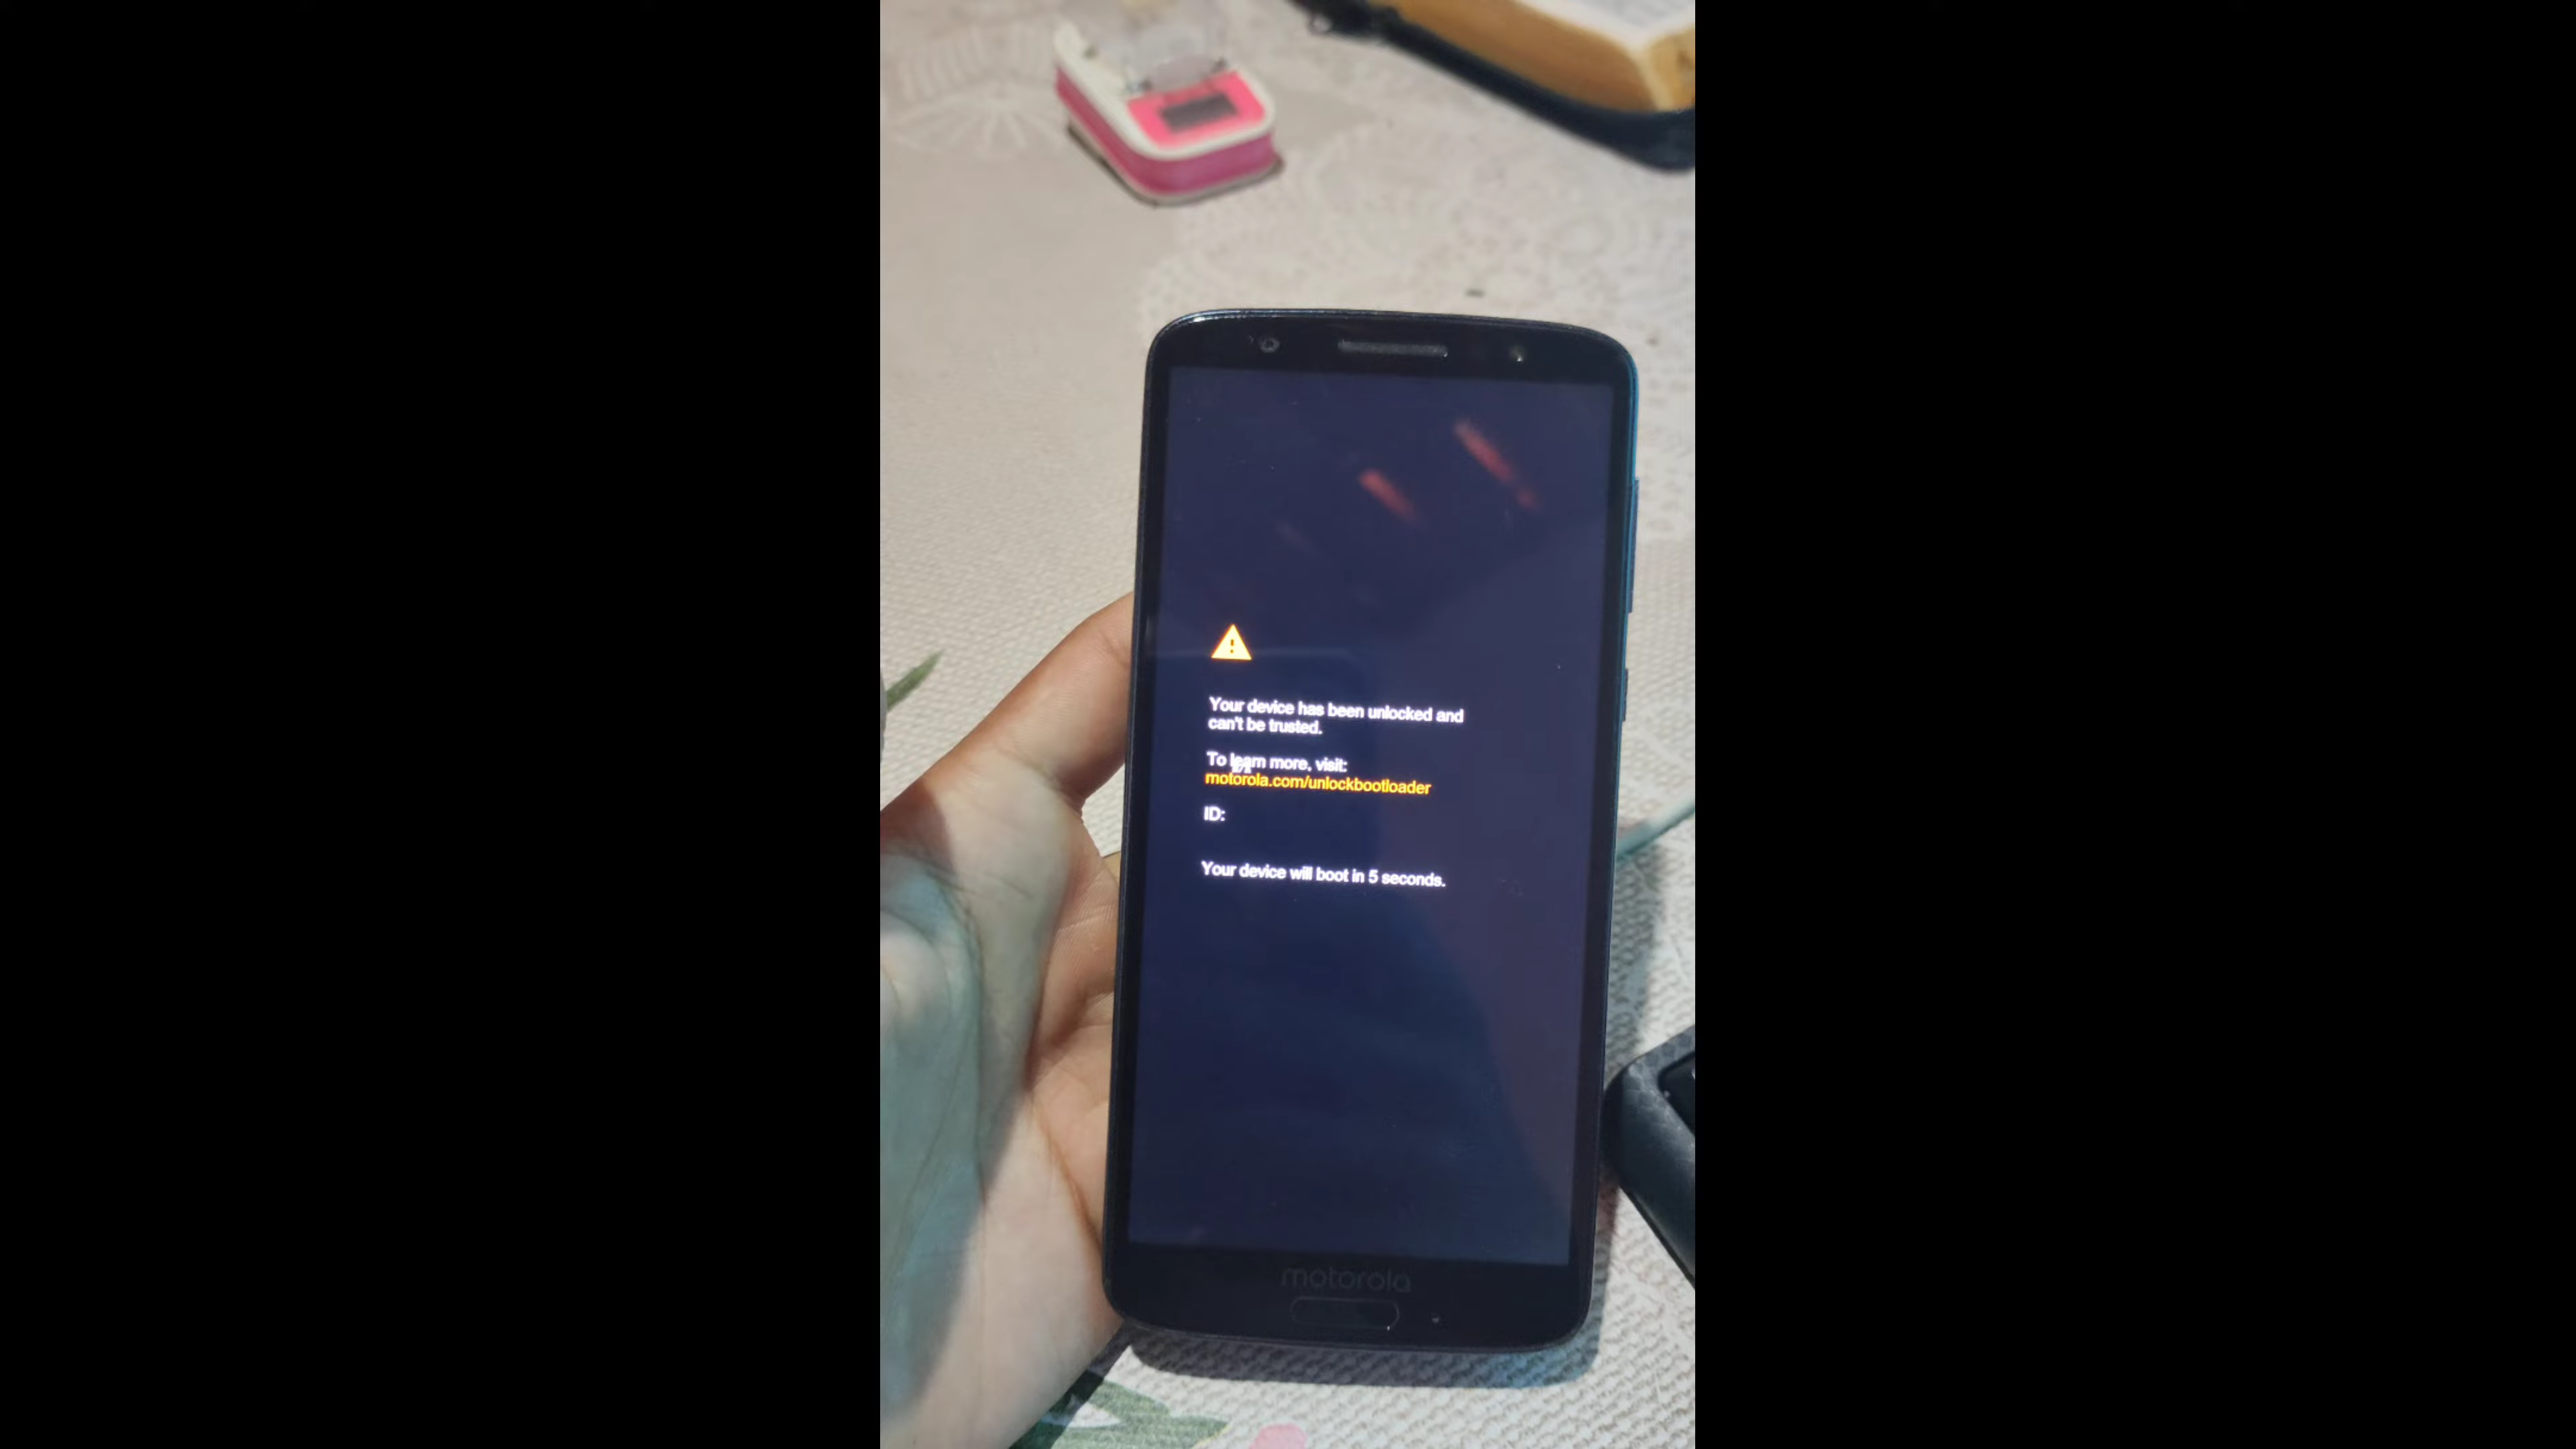 Your device has been unlocked and
can't be trusted.
To learn more, visit:
motorola.com/unlockbootloader
ID:
Your device will boot in 5 seconds.
motorola